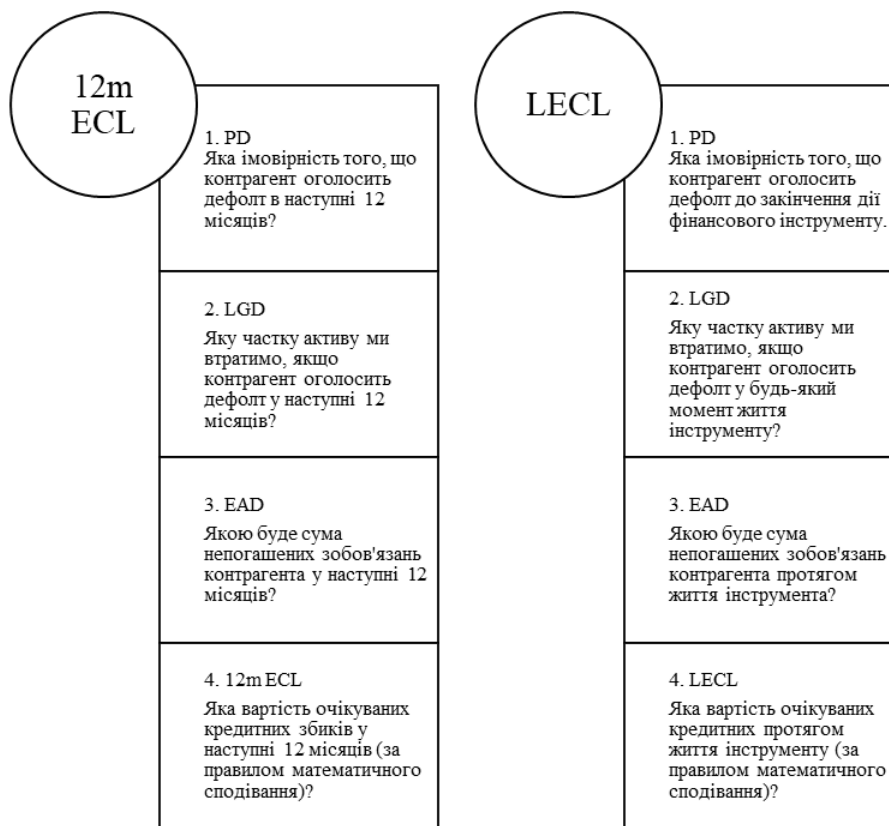 12m
ECL
1. PD
Яка імовірність того, що
контрагент оголосить
дефолт в наступні 12
місяців?
2. LGD
Яку частку активу ми
втратимо, якщо
контрагент оголосить
дефолт у наступні 12
місяців?
3. EAD
Якою буде сума
непогашених зобов'язань
контрагента у наступні 12
місяців?
4. 12m ECL
Яка вартість очікуваних
кредитних збиків у
наступні 12 місяців (за
правилом математичного
сподівання)?
LECL
1. PD
Яка імовірність того, що
контрагент оголосить
дефолт до закінчення дії
фінансового інструменту.
2. LGD
Яку частку активу ми
втратимо, якщо
контрагент оголосить
дефолт у будь-який
момент життя
інструменту?
3. EAD
Якою буде сума
непогашених зобов'язань
контрагента протягом
життя інструмента?
4. LECL
Яка вартість очікуваних
кредитних протягом
життя інструменту (за
правилом математичного
сподівання)?